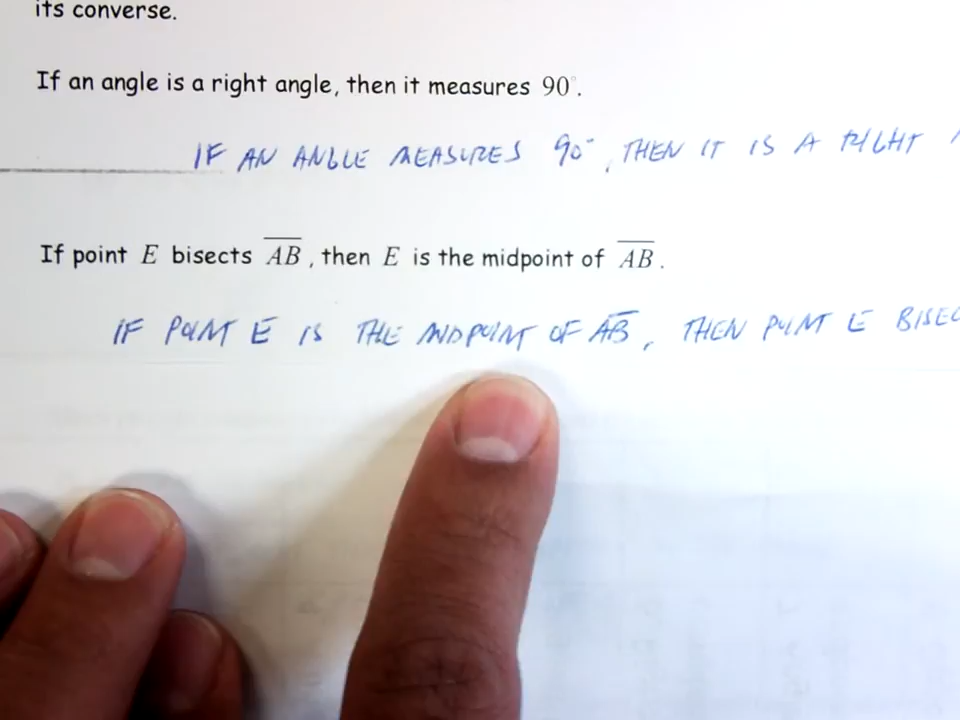 its converse.
If an angle is a right angle, then it measures 90°.
IF AN ANGLE MEASURES 90°, THEN IT IS A RIGHT
If point E bisects AB, then E is the midpoint of AB.
IF POINT E IS THE MIDPOINT OF AB, THEN POINT E BISEC